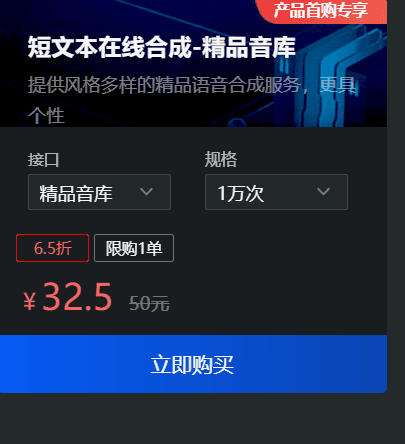 产品首购专享
短文本在线合成-精品音库
提供风格多样的精品语音合成服务，更具
个性
接口 规格
精品音库 1万次
6.5折 限购1单
¥32.5 50元
立即购买